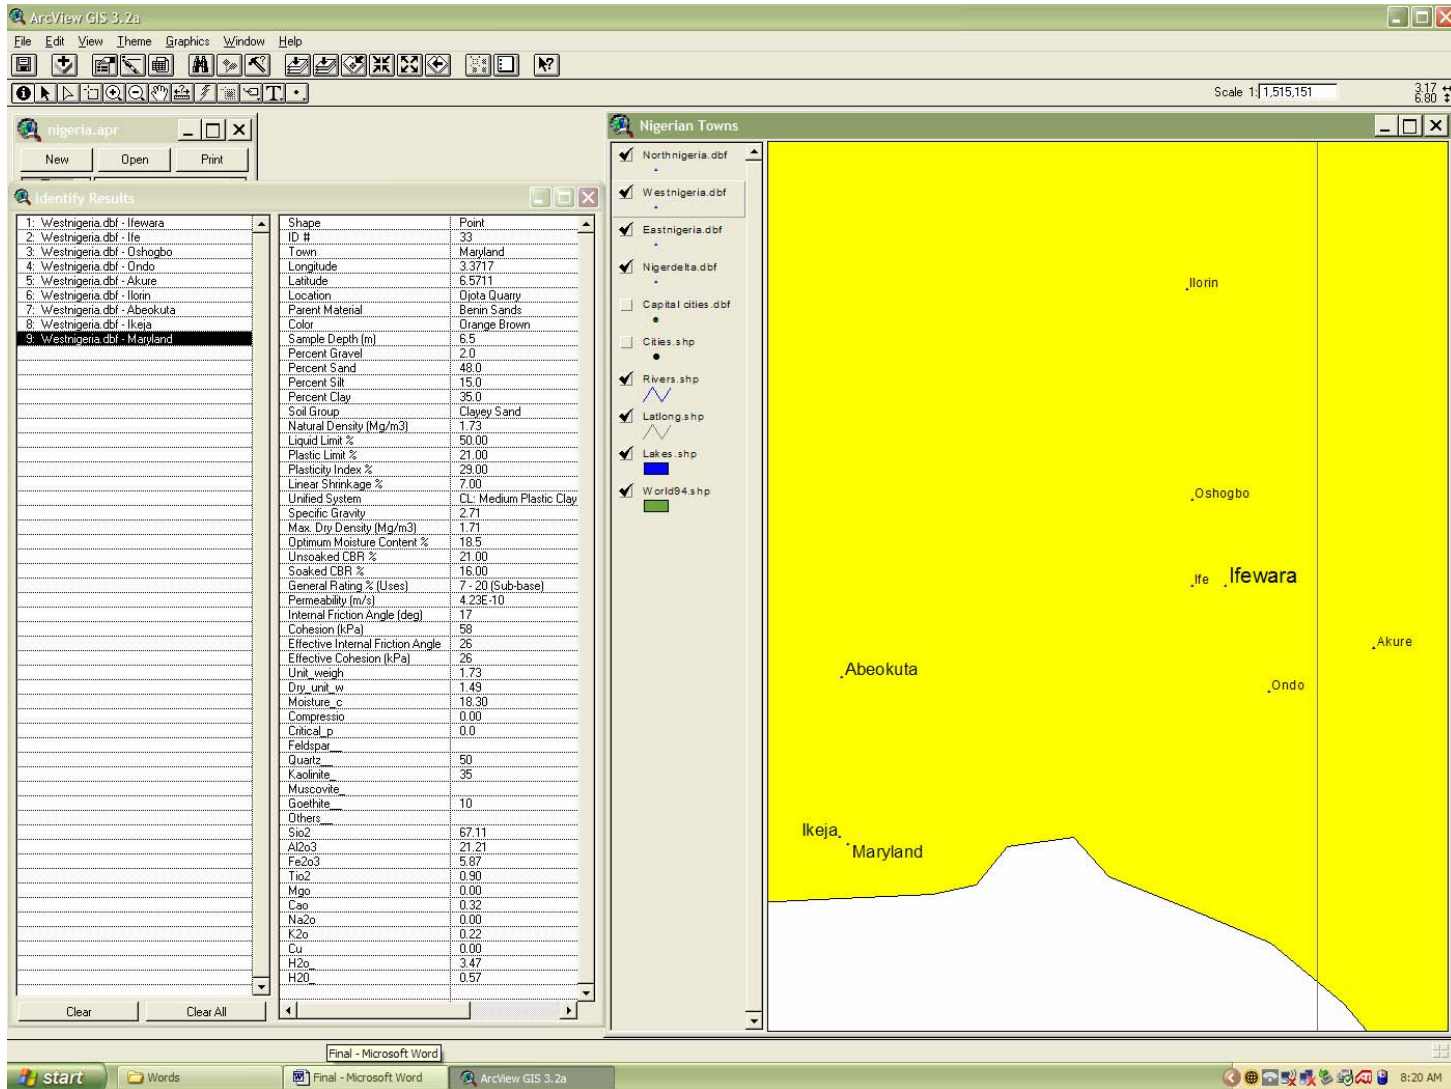 ArcView GIS 3.2a
File Edit View Theme Graphics Window Help
Scale 1: 1,515,151
3.17
6.80
nigeria.apr
New Open Print
Identify Results
1: Westnigeria.dbf - Ifewara
2: Westnigeria.dbf - Ife
3: Westnigeria.dbf - Oshogbo
4: Westnigeria.dbf - Ondo
5: Westnigeria.dbf - Akure
6: Westnigeria.dbf - Ilorin
7: Westnigeria.dbf - Abeokuta
8: Westnigeria.dbf - Ikeja
9: Westnigeria.dbf - Maryland
Shape Point
ID # 33
Town Maryland
Longitude 3.3717
Latitude 6.5711
Location Ojota Quarry
Parent Material Benin Sands
Color Orange Brown
Sample Depth (m) 6.5
Percent Gravel 2.0
Percent Sand 48.0
Percent Silt 15.0
Percent Clay 35.0
Soil Group Clayey Sand
Natural Density (Mg/m3) 1.73
Liquid Limit % 50.00
Plastic Limit % 21.00
Plasticity Index % 29.00
Linear Shrinkage % 7.00
Unified System CL: Medium Plastic Clay
Specific Gravity 2.71
Max. Dry Density (Mg/m3) 1.71
Optimum Moisture Content % 18.5
Unsoaked CBR % 21.00
Soaked CBR % 16.00
General Rating % (Uses) 7 - 20 (Sub-base)
Permeability (m/s) 4.23E-10
Internal Friction Angle (deg) 17
Cohesion (kPa) 58
Effective Internal Friction Angle 26
Effective Cohesion (kPa) 26
Unit_weigh 1.73
Dry_unit_w 1.49
Moisture_c 18.30
Compressio 0.00
Critical_p 0.0
Feldspar__
Quartz__ 50
Kaolinite_ 35
Muscovite_
Goethite__ 10
Others__
Sio2 67.11
Al2o3 21.21
Fe2o3 5.87
Tio2 0.90
Mgo 0.00
Cao 0.32
Na2o 0.00
K2o 0.22
Cu 0.00
H2o_ 3.47
H20_ 0.57
Clear Clear All
Nigerian Towns
Northnigeria.dbf
Westnigeria.dbf
Eastnigeria.dbf
Nigerdelta.dbf
Capital cities.dbf
Cities.shp
Rivers.shp
Latlong.shp
Lakes.shp
World94.shp
Ilorin
Oshogbo
Ife Ifewara
Akure
Abeokuta
Ondo
Ikeja
Maryland
Final - Microsoft Word
start Words Final - Microsoft Word ArcView GIS 3.2a 8:20 AM